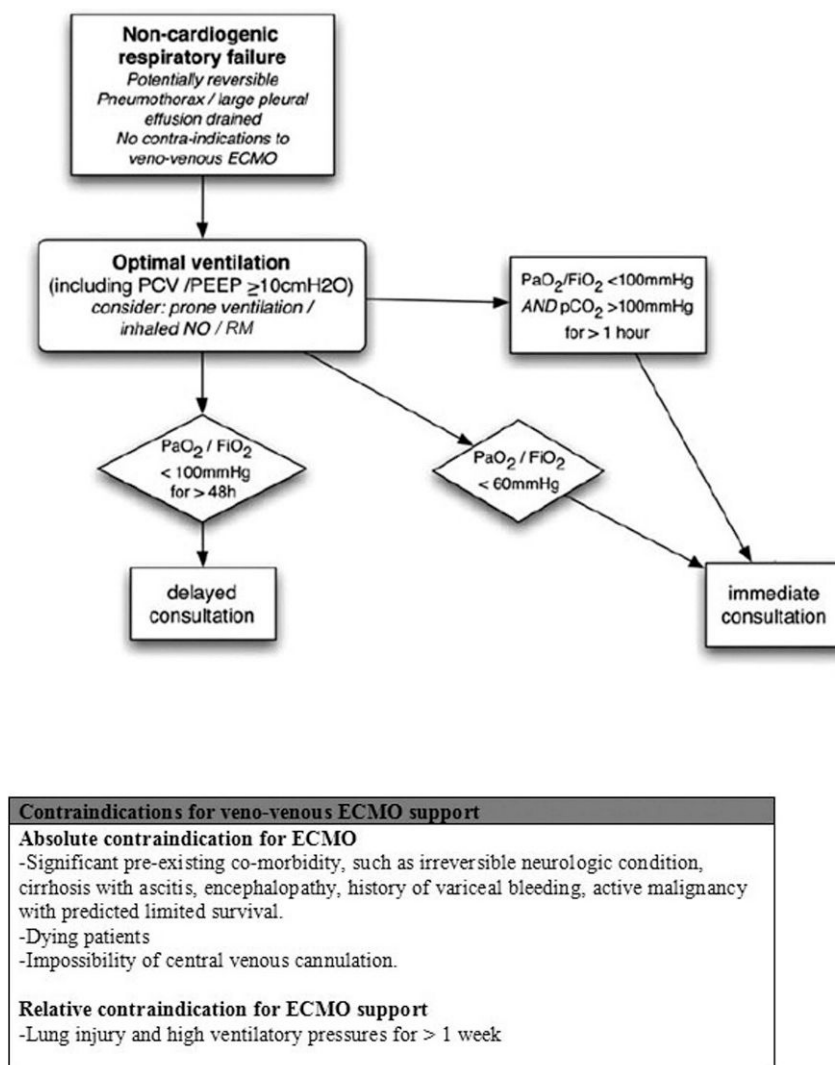 Non-cardiogenic
respiratory failure
Potentially reversible
Pneumothorax / large pleural
effusion drained
No contra-indications to
veno-venous ECMO
Optimal ventilation
(including PCV /PEEP ≥10cmH2O)
consider: prone ventilation /
inhaled NO / RM
PaO2/FiO2 <100mmHg
AND pCO2 >100mmHg
for > 1 hour
PaO2 / FiO2
< 100mmHg
for > 48h
PaO2 / FiO2
< 60mmHg
delayed
consultation
immediate
consultation
Contraindications for veno-venous ECMO support
Absolute contraindication for ECMO
-Significant pre-existing co-morbidity, such as irreversible neurologic condition,
cirrhosis with ascitis, encephalopathy, history of variceal bleeding, active malignancy
with predicted limited survival.
-Dying patients
-Impossibility of central venous cannulation.
Relative contraindication for ECMO support
-Lung injury and high ventilatory pressures for > 1 week